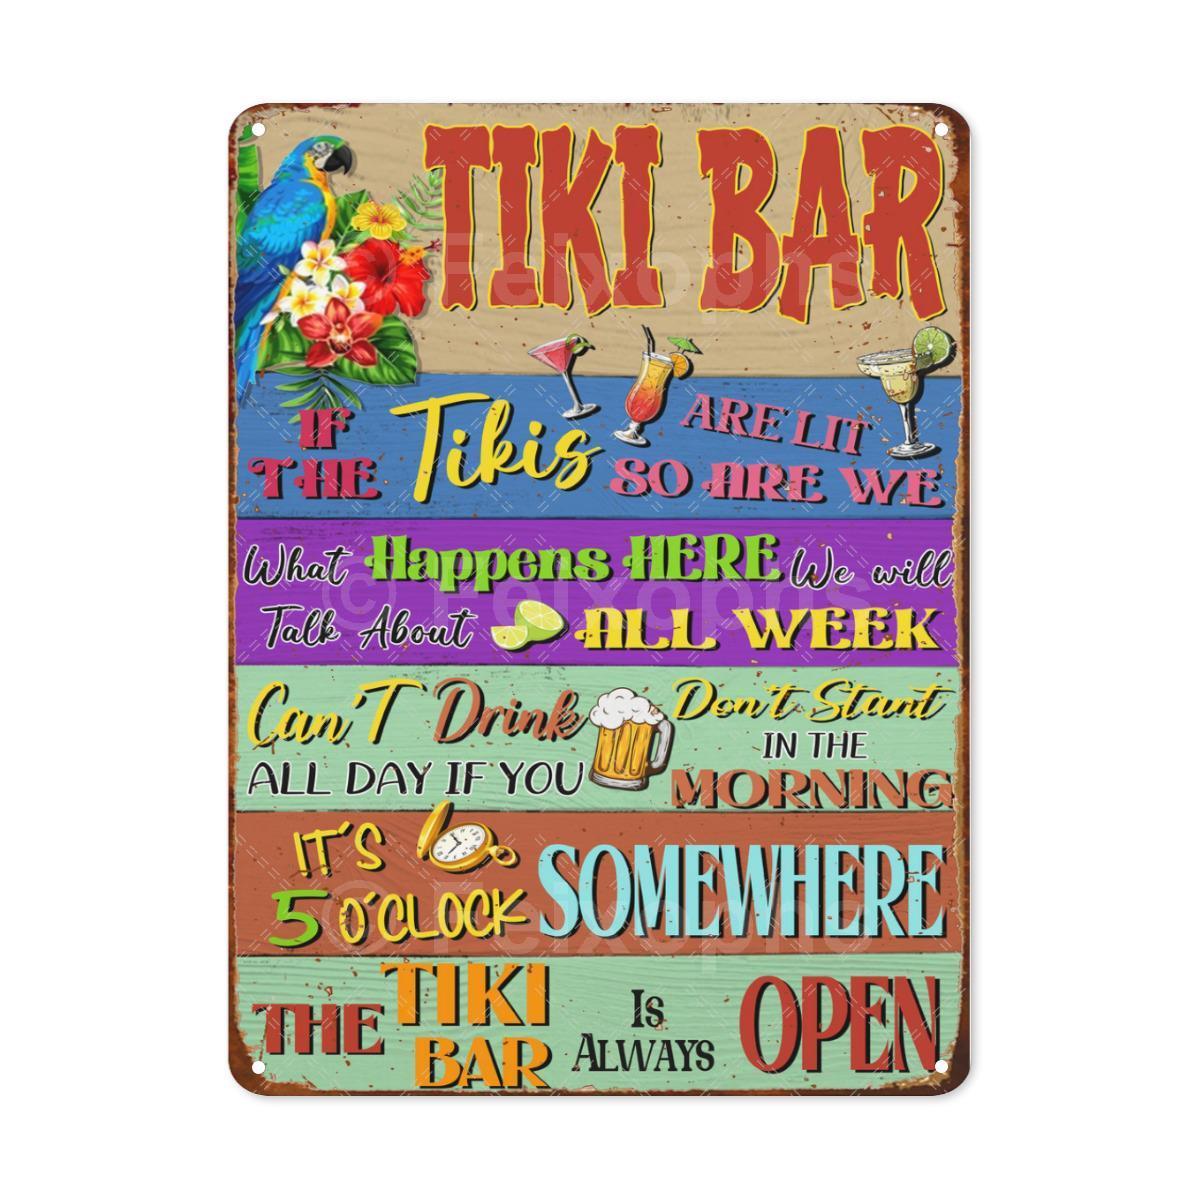 TIKI BAR
IF THE Tikis ARE LIT SO ARE WE
What Happens HERE We will
Talk About ALL WEEK
Can'T Drink ALL DAY IF YOU
Don't Start IN THE MORNING
IT'S 5 O'CLOCK SOMEWHERE
THE TIKI BAR Is ALWAYS OPEN